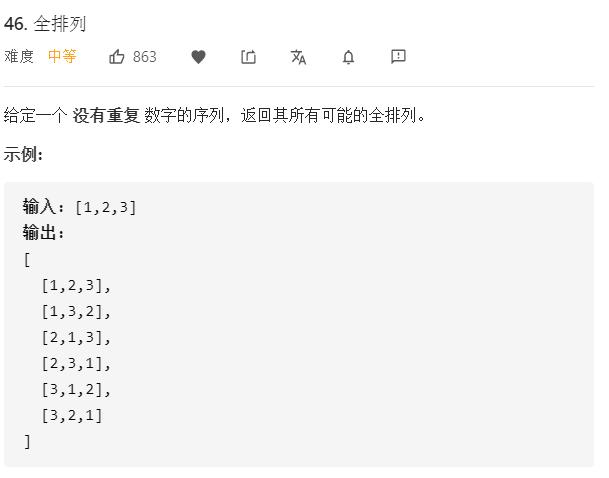 46. 全排列
难度 中等 863
给定一个 没有重复 数字的序列，返回其所有可能的全排列。
示例:
输入: [1,2,3]
输出:
[
[1,2,3],
[1,3,2],
[2,1,3],
[2,3,1],
[3,1,2],
[3,2,1]
]